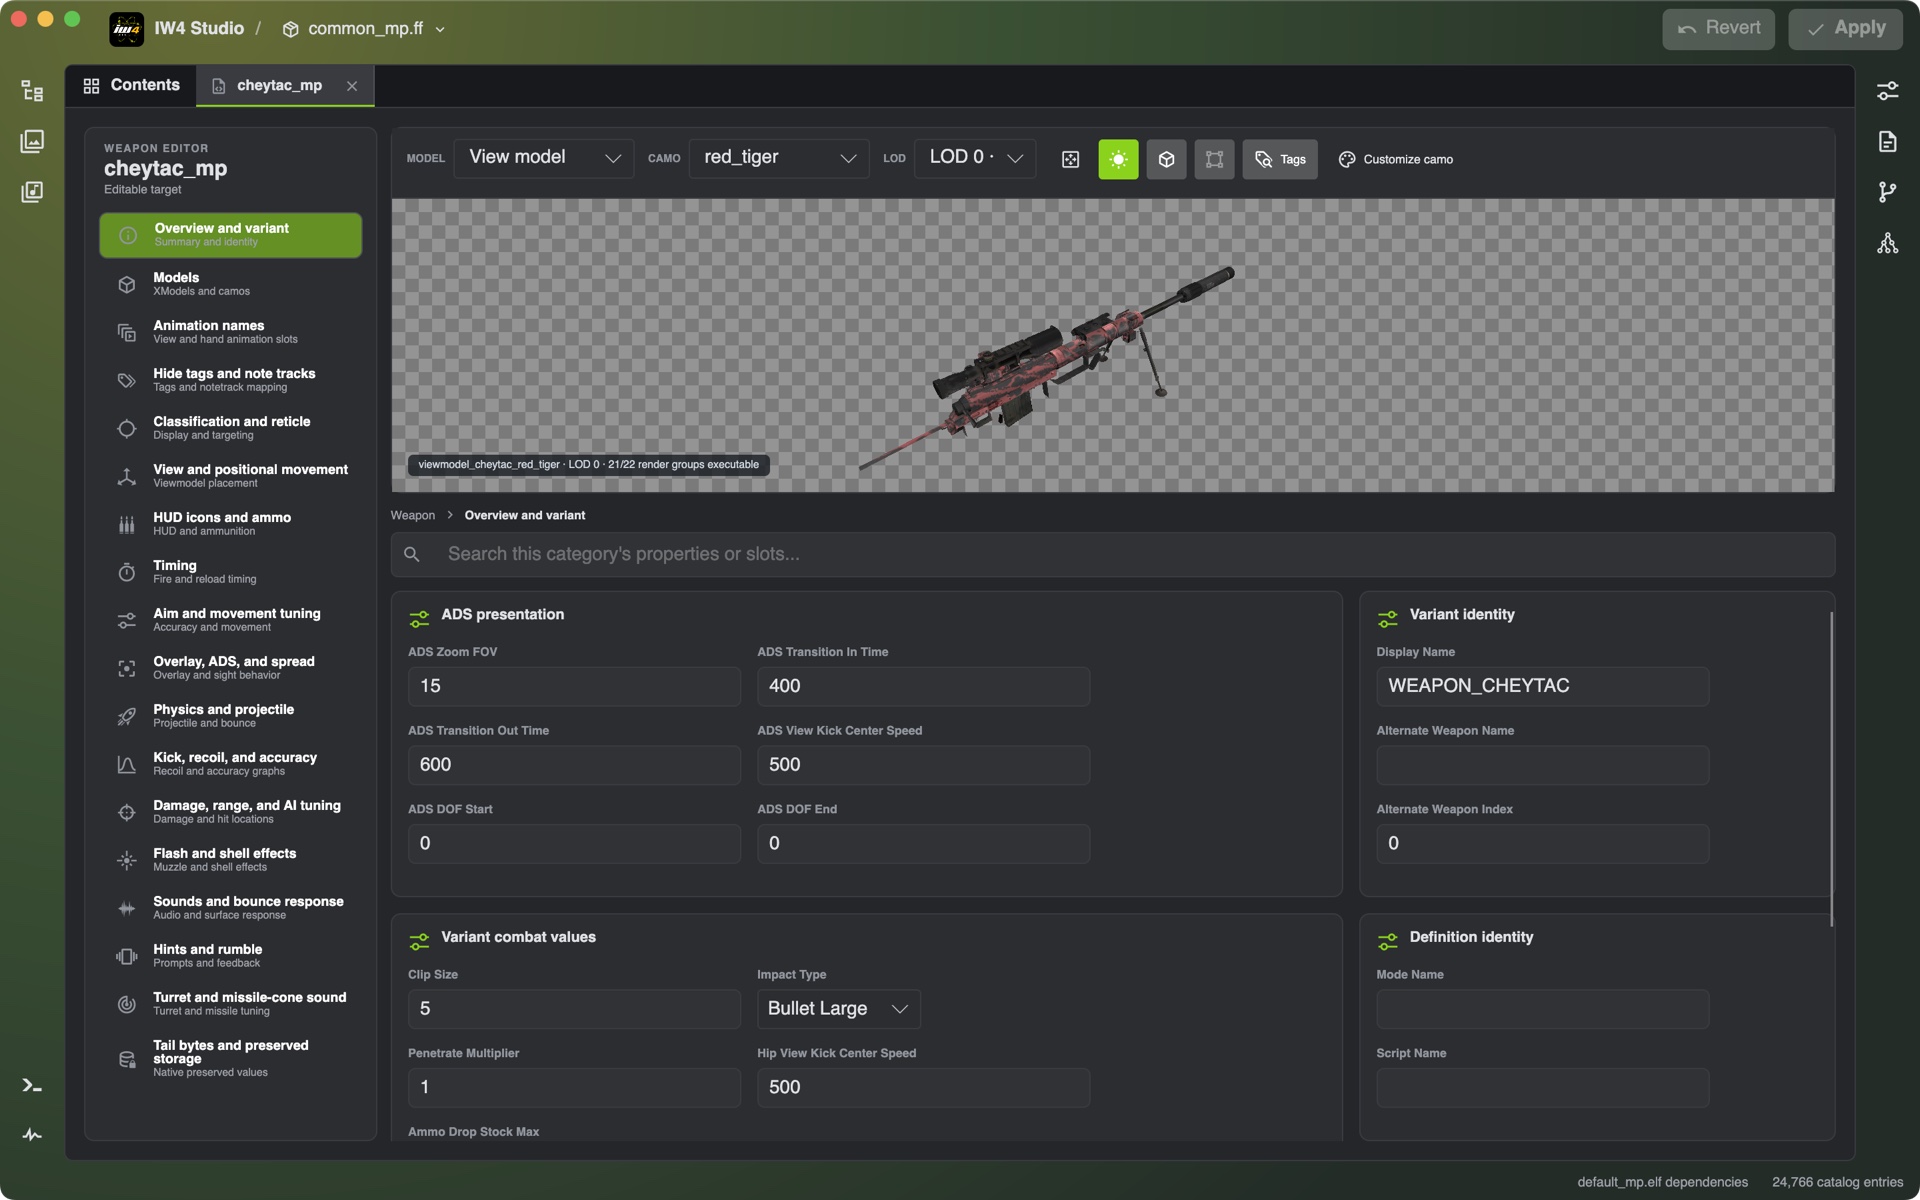 iw4 IW4 Studio / common_mp.ff
Revert
Apply
Contents
cheytac_mp
WEAPON EDITOR
cheytac_mp
Editable target
Overview and variant
Summary and identity
Models
XModels and camos
Animation names
View and hand animation slots
Hide tags and note tracks
Tags and notetrack mapping
Classification and reticle
Display and targeting
View and positional movement
Viewmodel placement
HUD icons and ammo
HUD and ammunition
Timing
Fire and reload timing
Aim and movement tuning
Accuracy and movement
Overlay, ADS, and spread
Overlay and sight behavior
Physics and projectile
Projectile and bounce
Kick, recoil, and accuracy
Recoil and accuracy graphs
Damage, range, and AI tuning
Damage and hit locations
Flash and shell effects
Muzzle and shell effects
Sounds and bounce response
Audio and surface response
Hints and rumble
Prompts and feedback
Turret and missile-cone sound
Turret and missile tuning
Tail bytes and preserved
storage
Native preserved values
MODEL View model CAMO red_tiger LOD LOD 0 · Tags Customize camo
viewmodel_cheytac_red_tiger · LOD 0 · 21/22 render groups executable
Weapon > Overview and variant
Search this category's properties or slots...
ADS presentation
ADS Zoom FOV
15
ADS Transition In Time
400
ADS Transition Out Time
600
ADS View Kick Center Speed
500
ADS DOF Start
0
ADS DOF End
0
Variant identity
Display Name
WEAPON_CHEYTAC
Alternate Weapon Name
Alternate Weapon Index
0
Variant combat values
Clip Size
5
Impact Type
Bullet Large
Penetrate Multiplier
1
Hip View Kick Center Speed
500
Ammo Drop Stock Max
Definition identity
Mode Name
Script Name
default_mp.elf dependencies
24,766 catalog entries